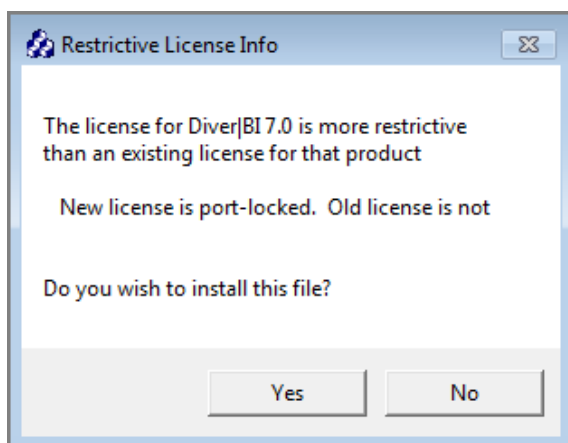 Restrictive License Info
The license for Diver|BI 7.0 is more restrictive
than an existing license for that product
New license is port-locked.  Old license is not
Do you wish to install this file?
Yes
No